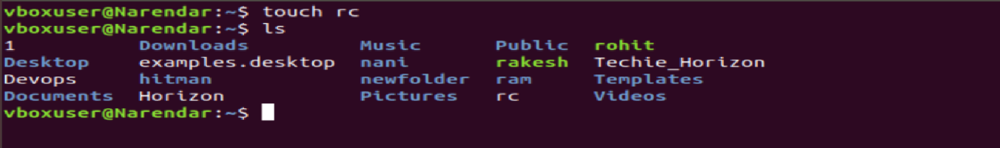 vboxuser@Narendar:~$ touch rc
vboxuser@Narendar:~$ ls
1 Downloads Music Public rohit
Desktop examples.desktop nani rakesh Techie_Horizon
Devops hitman newfolder ram Templates
Documents Horizon Pictures rc Videos
vboxuser@Narendar:~$